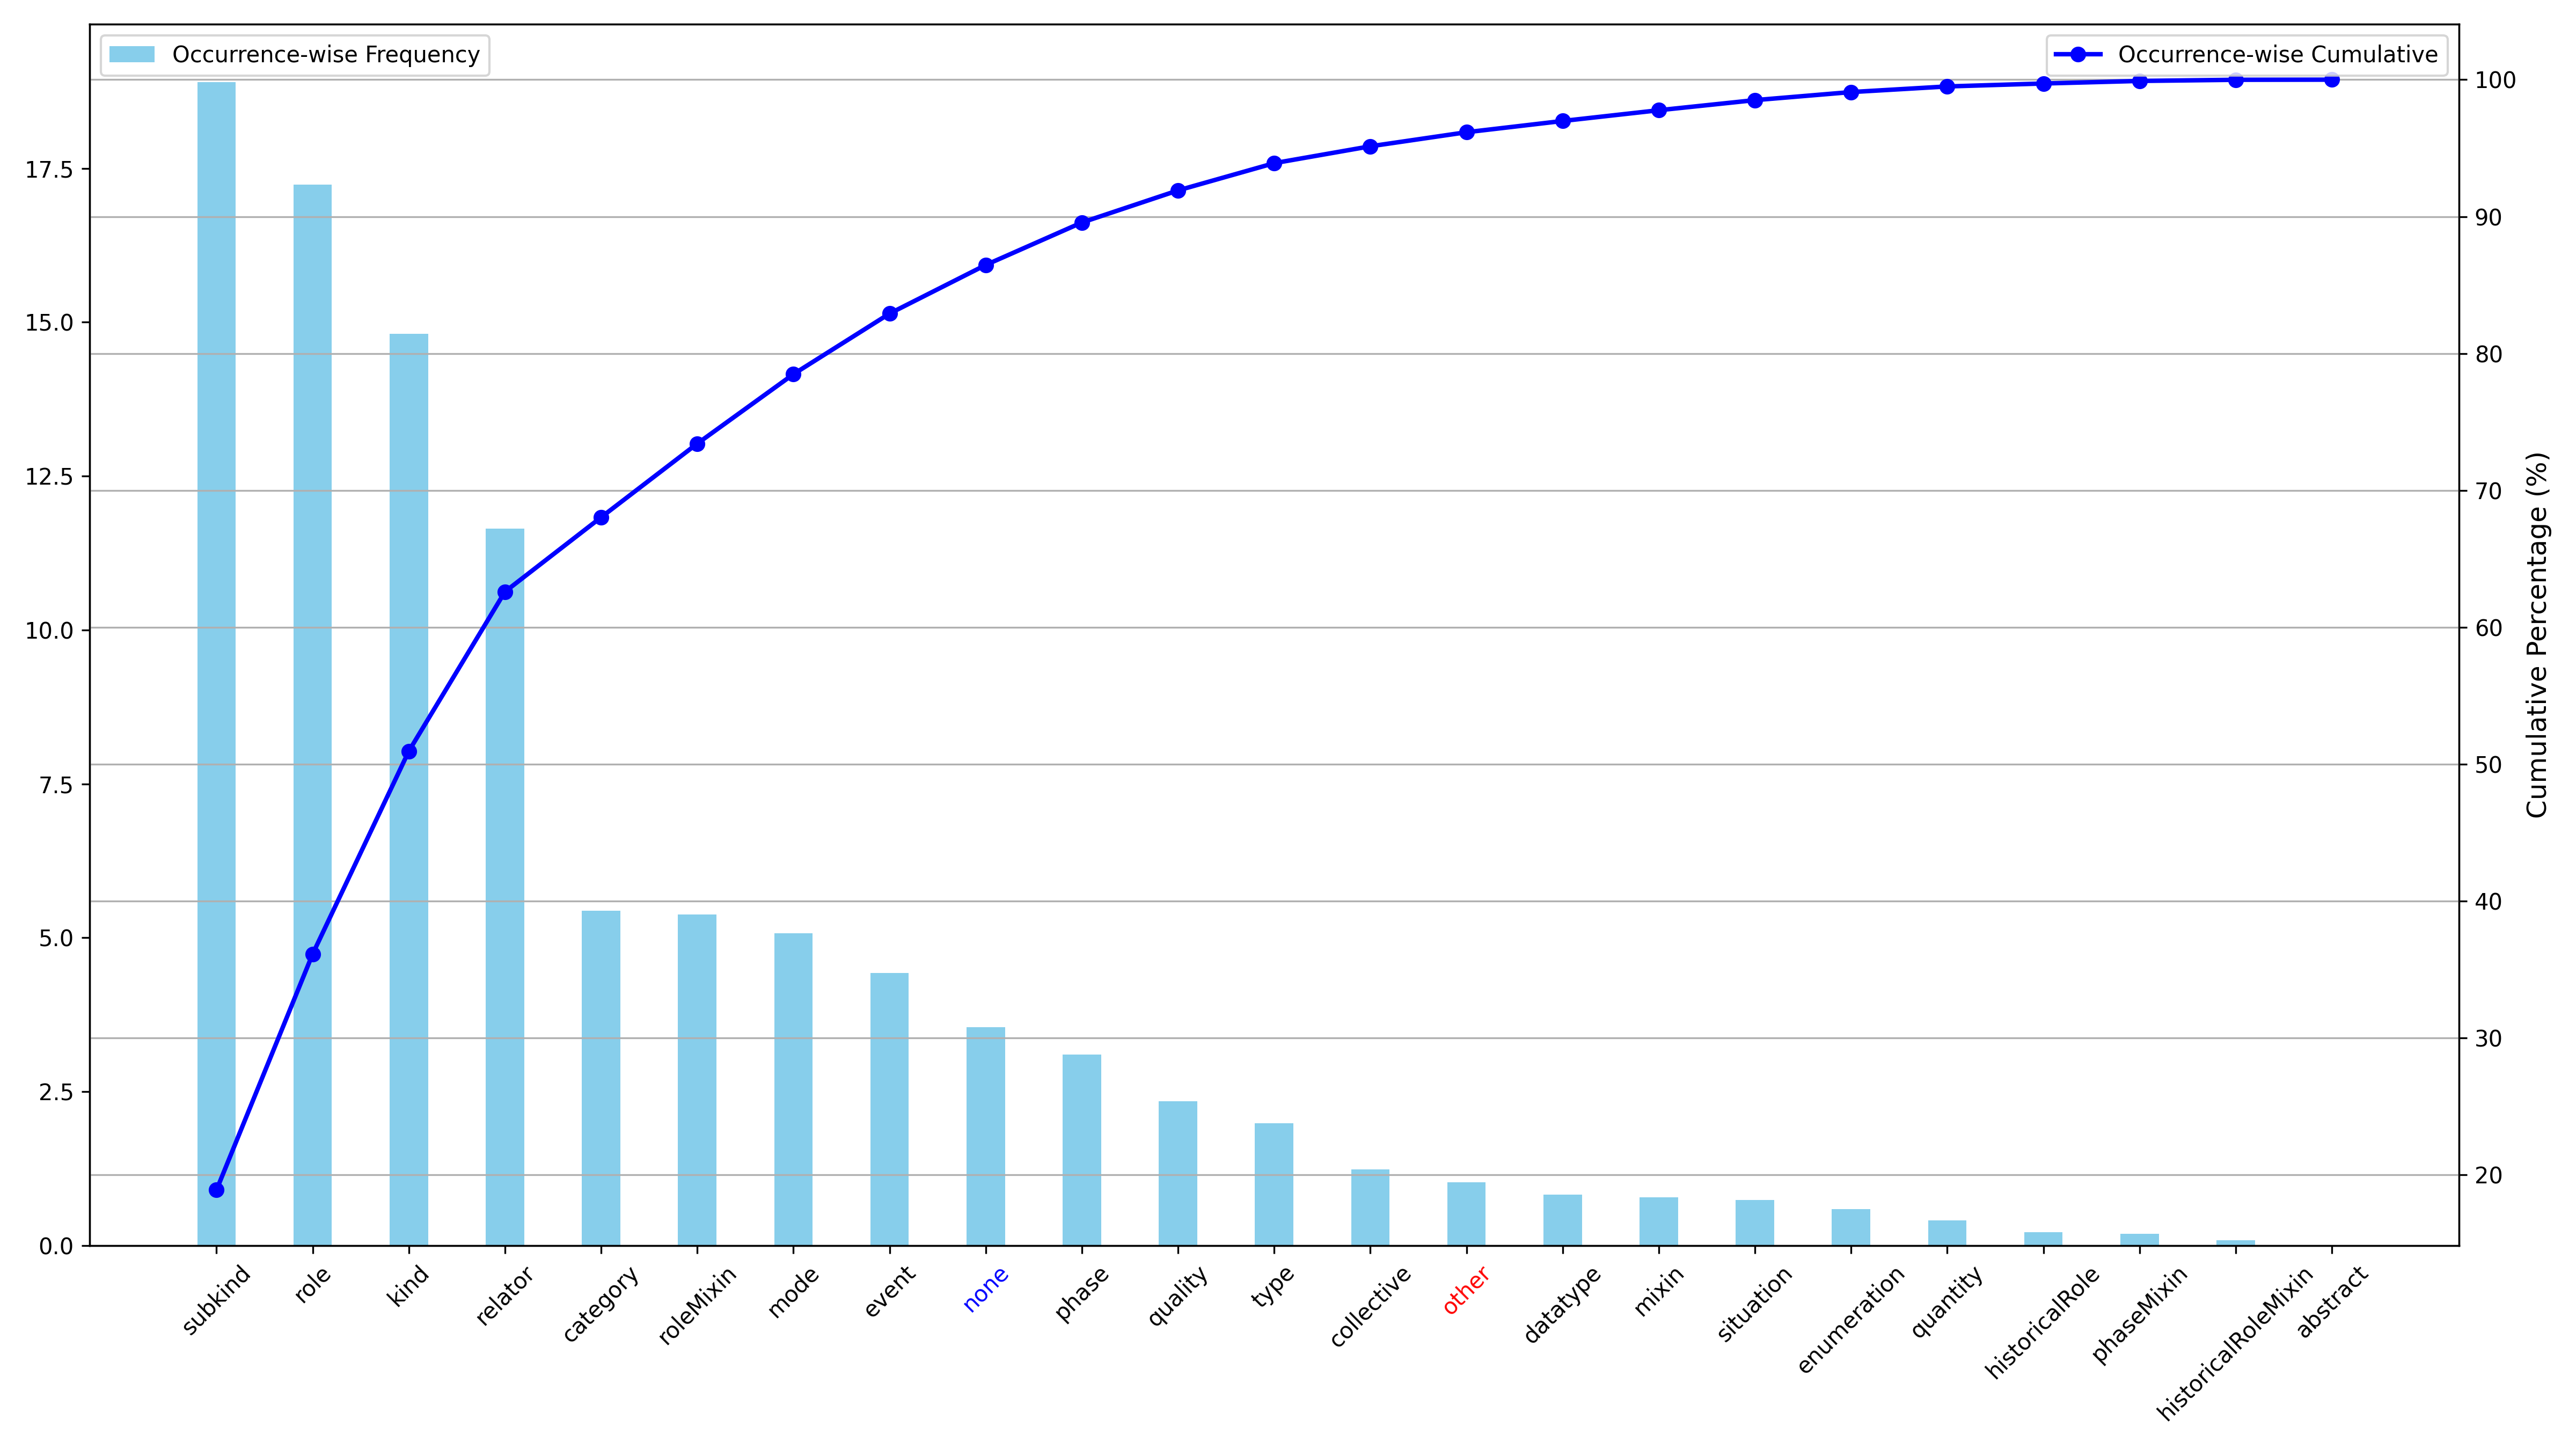 Occurrence-wise Frequency
Occurrence-wise Cumulative
17.5
15.0
12.5
10.0
7.5
5.0
2.5
0.0
100
90
80
70
60
50
40
30
20
Cumulative Percentage (%)
subkind
role
kind
relator
category
roleMixin
mode
event
none
phase
quality
type
collective
other
datatype
mixin
situation
enumeration
quantity
historicalRole
phaseMixin
historicalRoleMixin
abstract